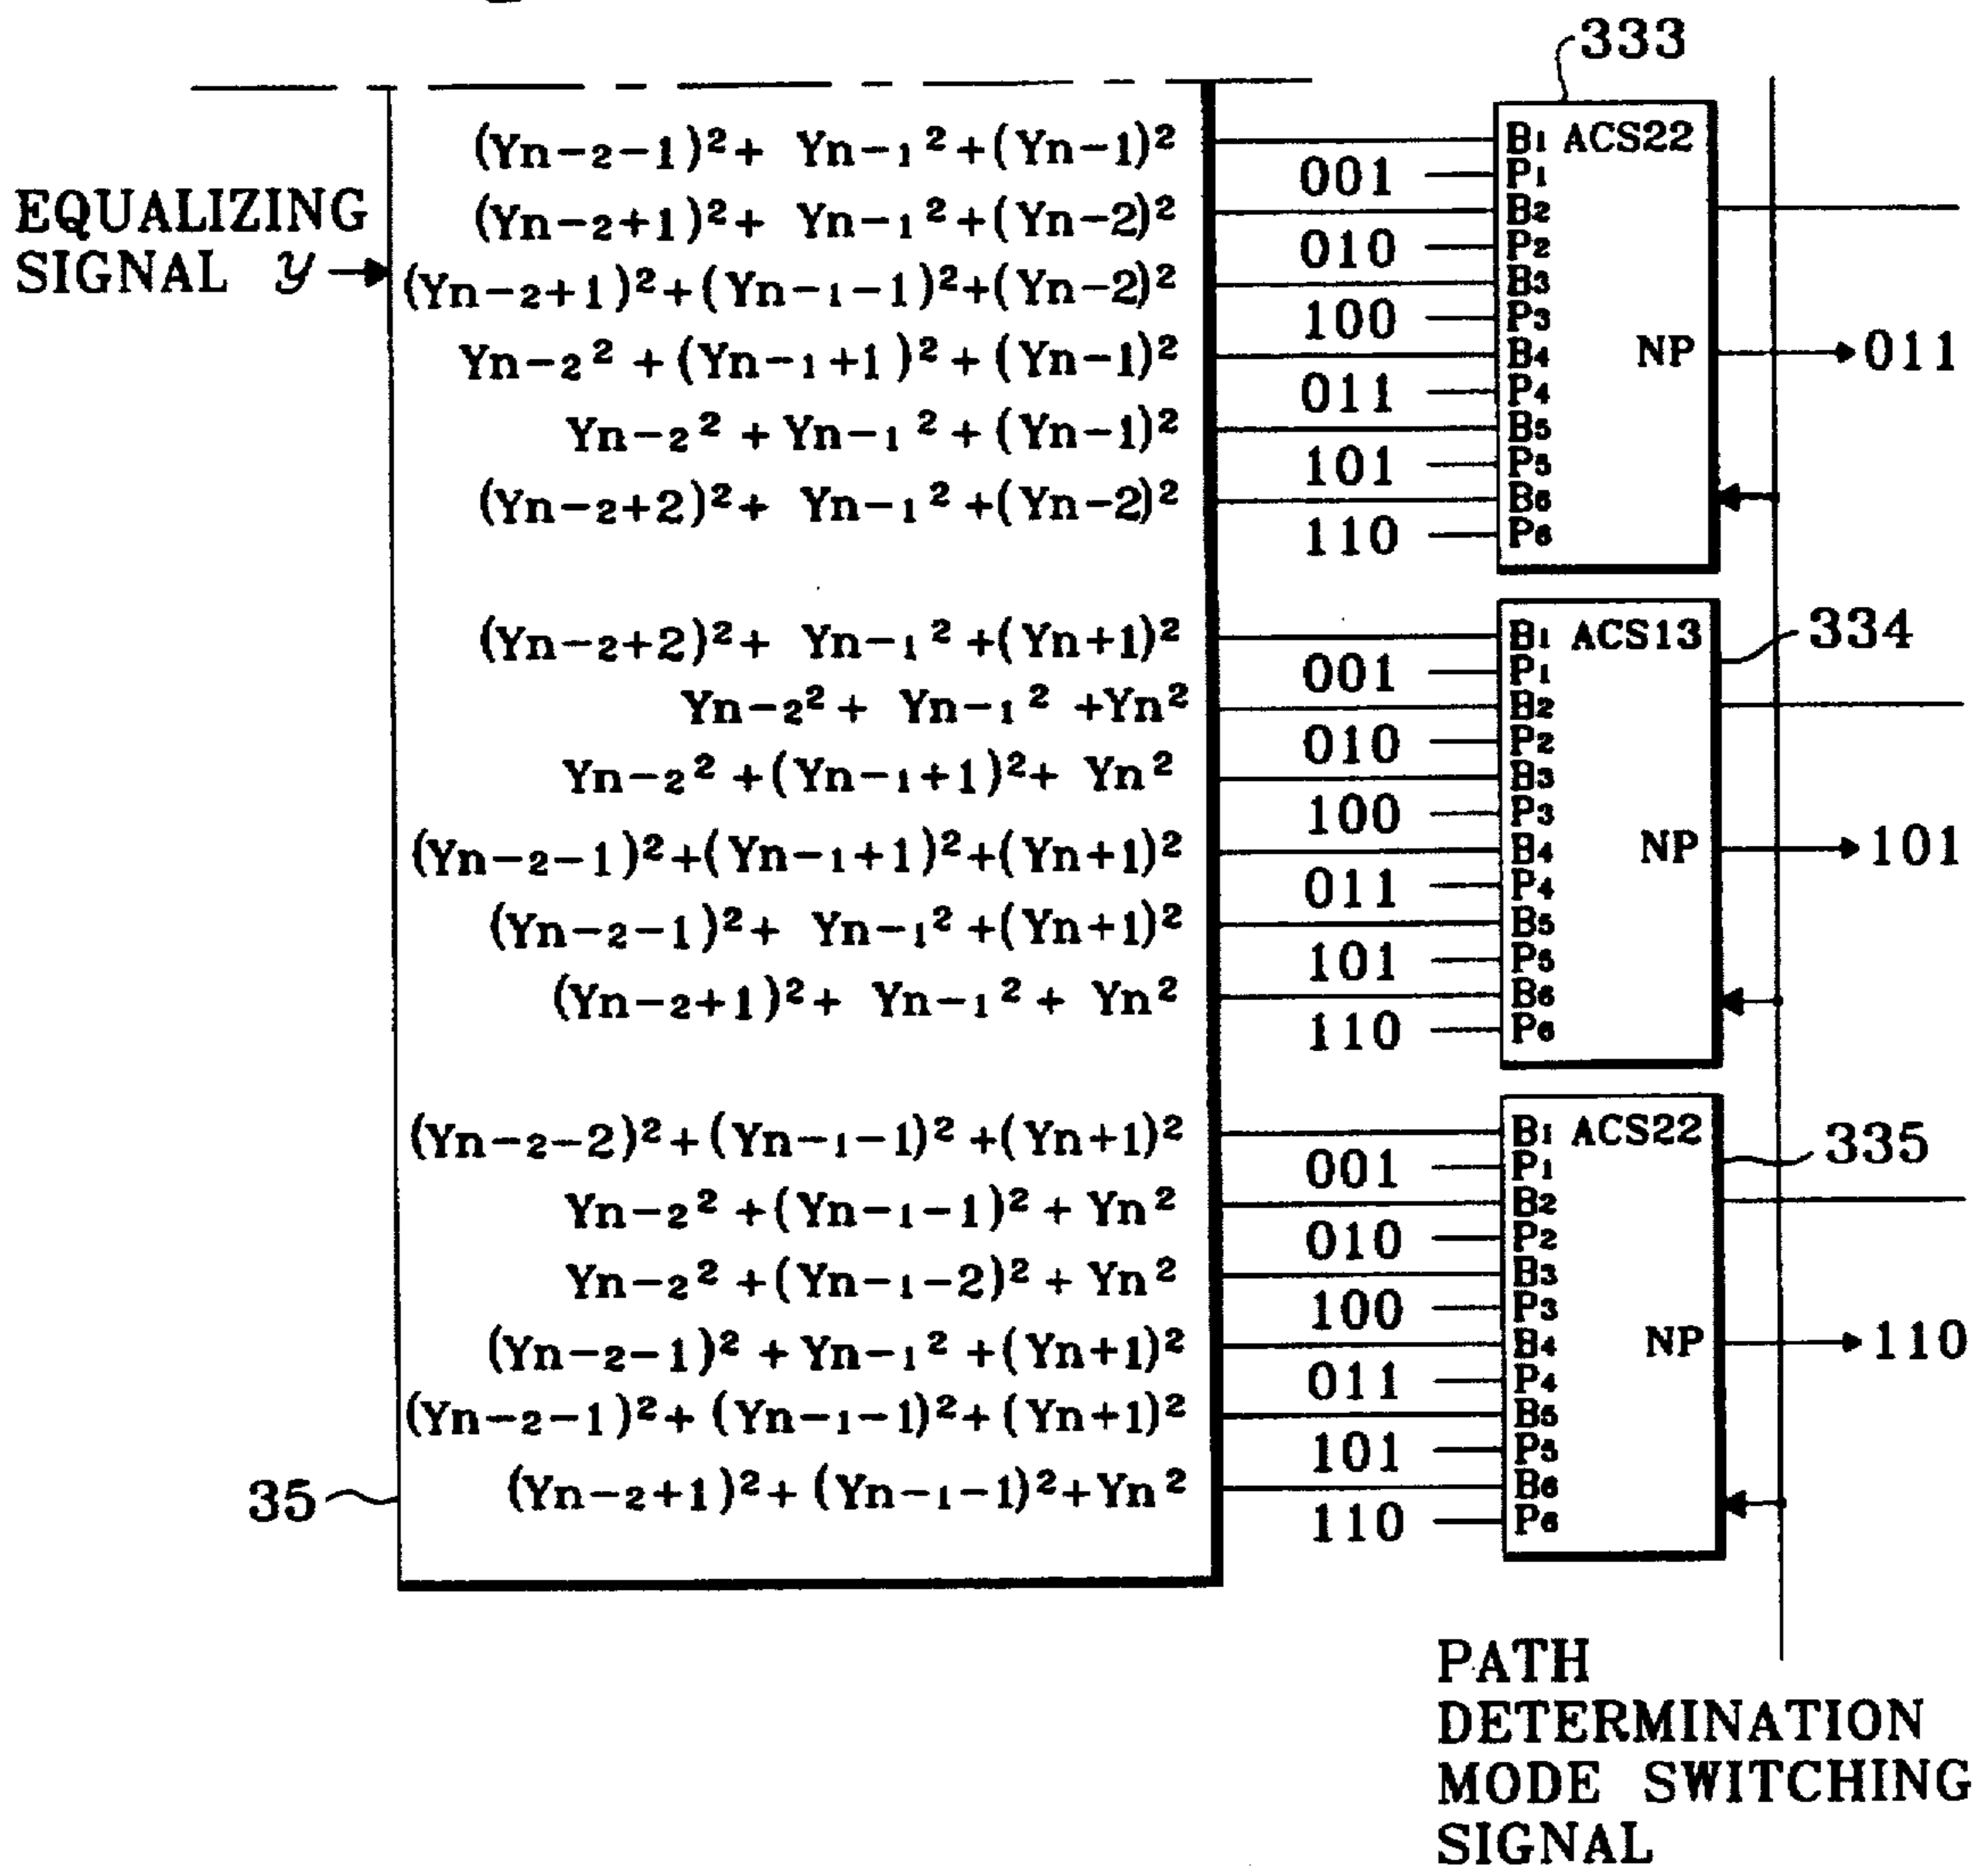 333
(Yn-2-1)²+ Yn-1²+(Yn-1)² B1 ACS22
001 P1
EQUALIZING
SIGNAL y
(Yn-2+1)²+ Yn-1²+(Yn-2)² B2
010 P2
(Yn-2+1)²+(Yn-1-1)²+(Yn-2)² B3
100 P3
Yn-2²+(Yn-1+1)²+(Yn-1)² B4 NP 011
011 P4
Yn-2²+Yn-1²+(Yn-1)² B5
101 P5
(Yn-2+2)²+ Yn-1²+(Yn-2)² B6
110 P6
(Yn-2+2)²+ Yn-1²+(Yn+1)² B1 ACS13 334
001 P1
Yn-2²+ Yn-1²+Yn² B2
010 P2
Yn-2²+(Yn-1+1)²+ Yn² B3
100 P3
(Yn-2-1)²+(Yn-1+1)²+(Yn+1)² B4 NP 101
011 P4
(Yn-2-1)²+ Yn-1²+(Yn+1)² B5
101 P5
(Yn-2+1)²+ Yn-1²+ Yn² B6
110 P6
(Yn-2-2)²+(Yn-1-1)²+(Yn+1)² B1 ACS22 335
001 P1
Yn-2²+(Yn-1-1)²+Yn² B2
010 P2
Yn-2²+(Yn-1-2)²+Yn² B3
100 P3
(Yn-2-1)²+Yn-1²+(Yn+1)² B4 NP 110
011 P4
(Yn-2-1)²+(Yn-1-1)²+(Yn+1)² B5
101 P5
35 (Yn-2+1)²+(Yn-1-1)²+Yn² B6
110 P6
PATH
DETERMINATION
MODE SWITCHING
SIGNAL